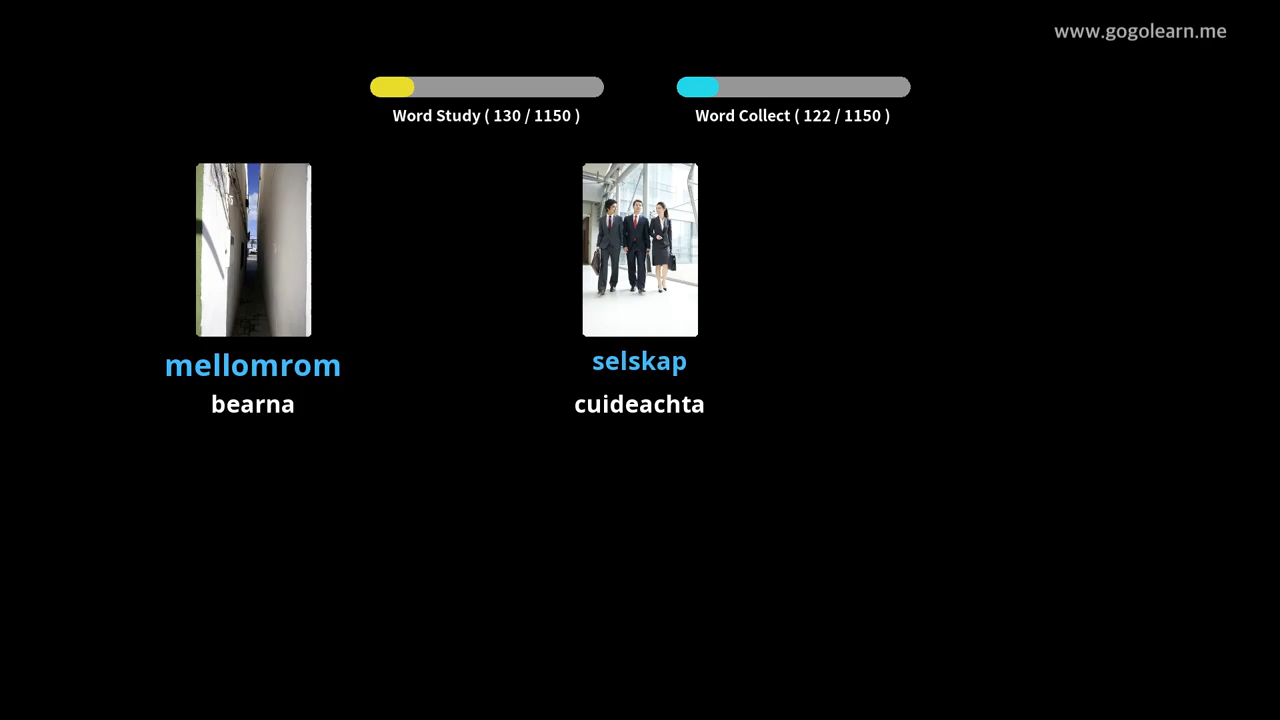 www.gogolearn.me
Word Study ( 130 / 1150 )
Word Collect ( 122 / 1150 )
mellomrom
selskap
bearna
cuideachta